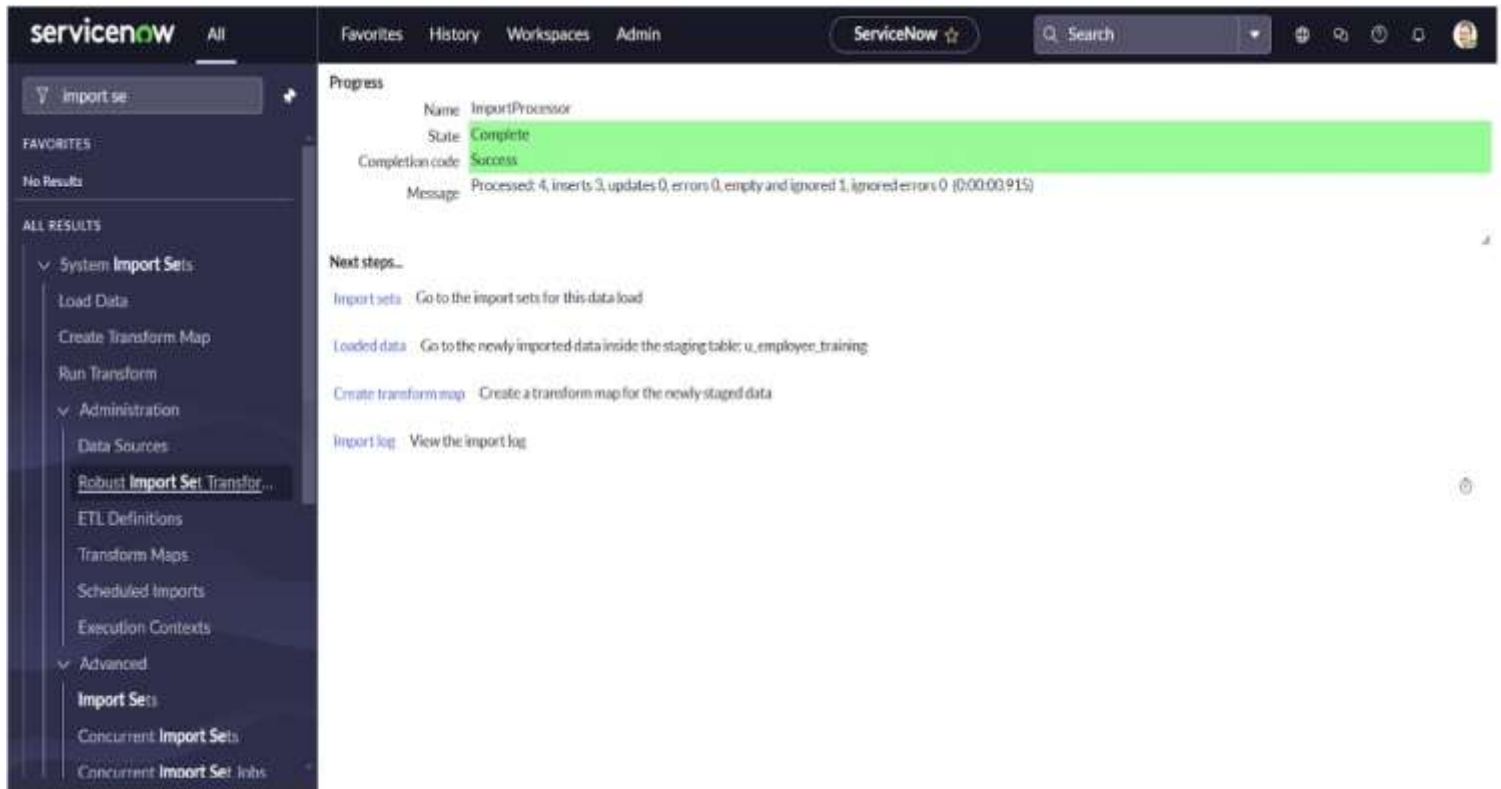 servicenow All Favorites History Workspaces Admin ServiceNow ☆ Search
import se
FAVORITES
No Results
ALL RESULTS
System Import Sets
Load Data
Create Transform Map
Run Transform
Administration
Data Sources
Robust Import Set Transfor...
ETL Definitions
Transform Maps
Scheduled Imports
Execution Contexts
Advanced
Import Sets
Concurrent Import Sets
Concurrent Import Set Jobs
Progress
Name ImportProcessor
State Complete
Completion code Success
Message Processed: 4, inserts 3, updates 0, errors 0, empty and ignored 1, ignored errors 0 (0:00:00.915)
Next steps...
Import sets Go to the import sets for this data load
Loaded data Go to the newly imported data inside the staging table: u_employee_training
Create transform map Create a transform map for the newly staged data
Import log View the import log